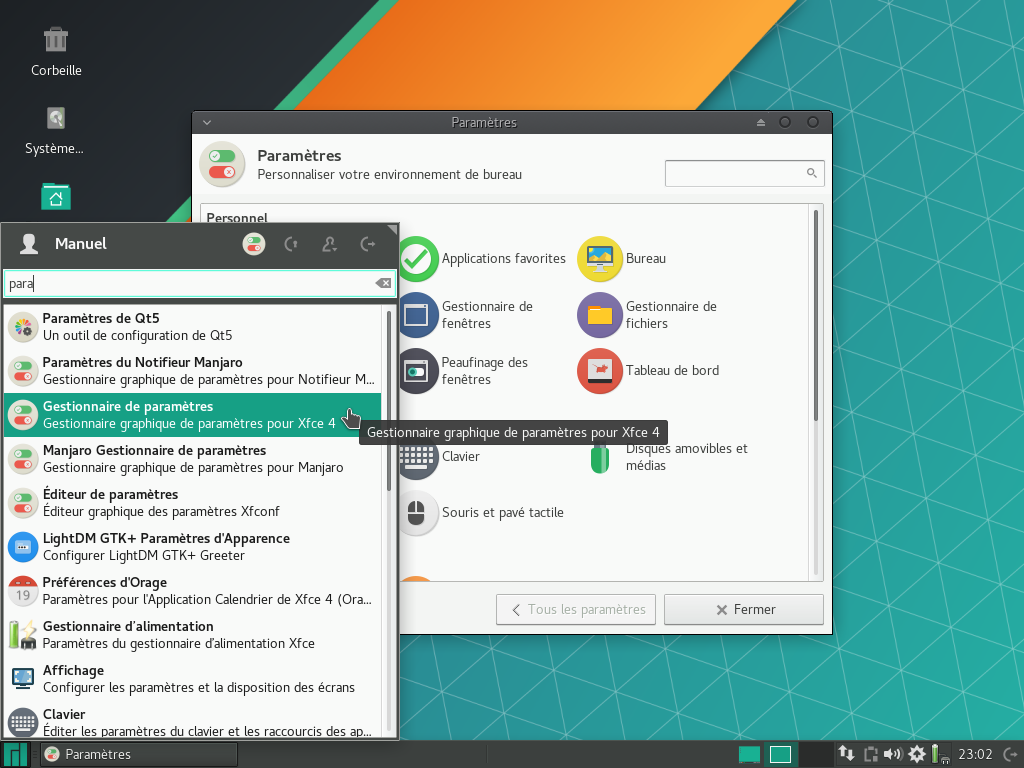 Corbeille
Système...
Paramètres
Paramètres
Personnaliser votre environnement de bureau
Personnel
Applications favorites
Bureau
Gestionnaire de
fenêtres
Gestionnaire de
fichiers
Peaufinage des
fenêtres
Tableau de bord
Clavier
Disques amovibles et
médias
Souris et pavé tactile
Tous les paramètres
Fermer
Manuel
para
Paramètres de Qt5
Un outil de configuration de Qt5
Paramètres du Notifieur Manjaro
Gestionnaire graphique de paramètres pour Notifieur M...
Gestionnaire de paramètres
Gestionnaire graphique de paramètres pour Xfce 4
Gestionnaire graphique de paramètres pour Xfce 4
Manjaro Gestionnaire de paramètres
Gestionnaire graphique de paramètres pour Manjaro
Éditeur de paramètres
Éditeur graphique des paramètres Xfconf
LightDM GTK+ Paramètres d'Apparence
Configurer LightDM GTK+ Greeter
19
Préférences d'Orage
Paramètres pour l'Application Calendrier de Xfce 4 (Ora...
Gestionnaire d'alimentation
Paramètres du gestionnaire d'alimentation Xfce
Affichage
Configurer les paramètres et la disposition des écrans
Clavier
Éditer les paramètres du clavier et les raccourcis des ap...
Paramètres
23:02